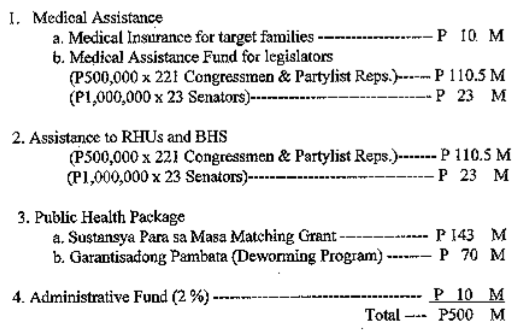 1. Medical Assistance
a. Medical Insurance for target families ------------------- P 10 M
b. Medical Assistance Fund for legislators
(P500,000 x 221 Congressmen & Partylist Reps.)------ P 110.5 M
(P1,000,000 x 23 Senators)------------------------------ P 23 M
2. Assistance to RHUs and BHS
(P500,000 x 221 Congressmen & Partylist Reps.)------- P 110.5 M
(P1,000,000 x 23 Senators)------------------------------- P 23 M
3. Public Health Package
a. Sustansya Para sa Masa Matching Grant -------------- P 143 M
b. Garantisadong Pambata (Deworming Program) ------- P 70 M
4. Administrative Fund (2 %) ----------------------------------- P 10 M
Total ---- P500 M